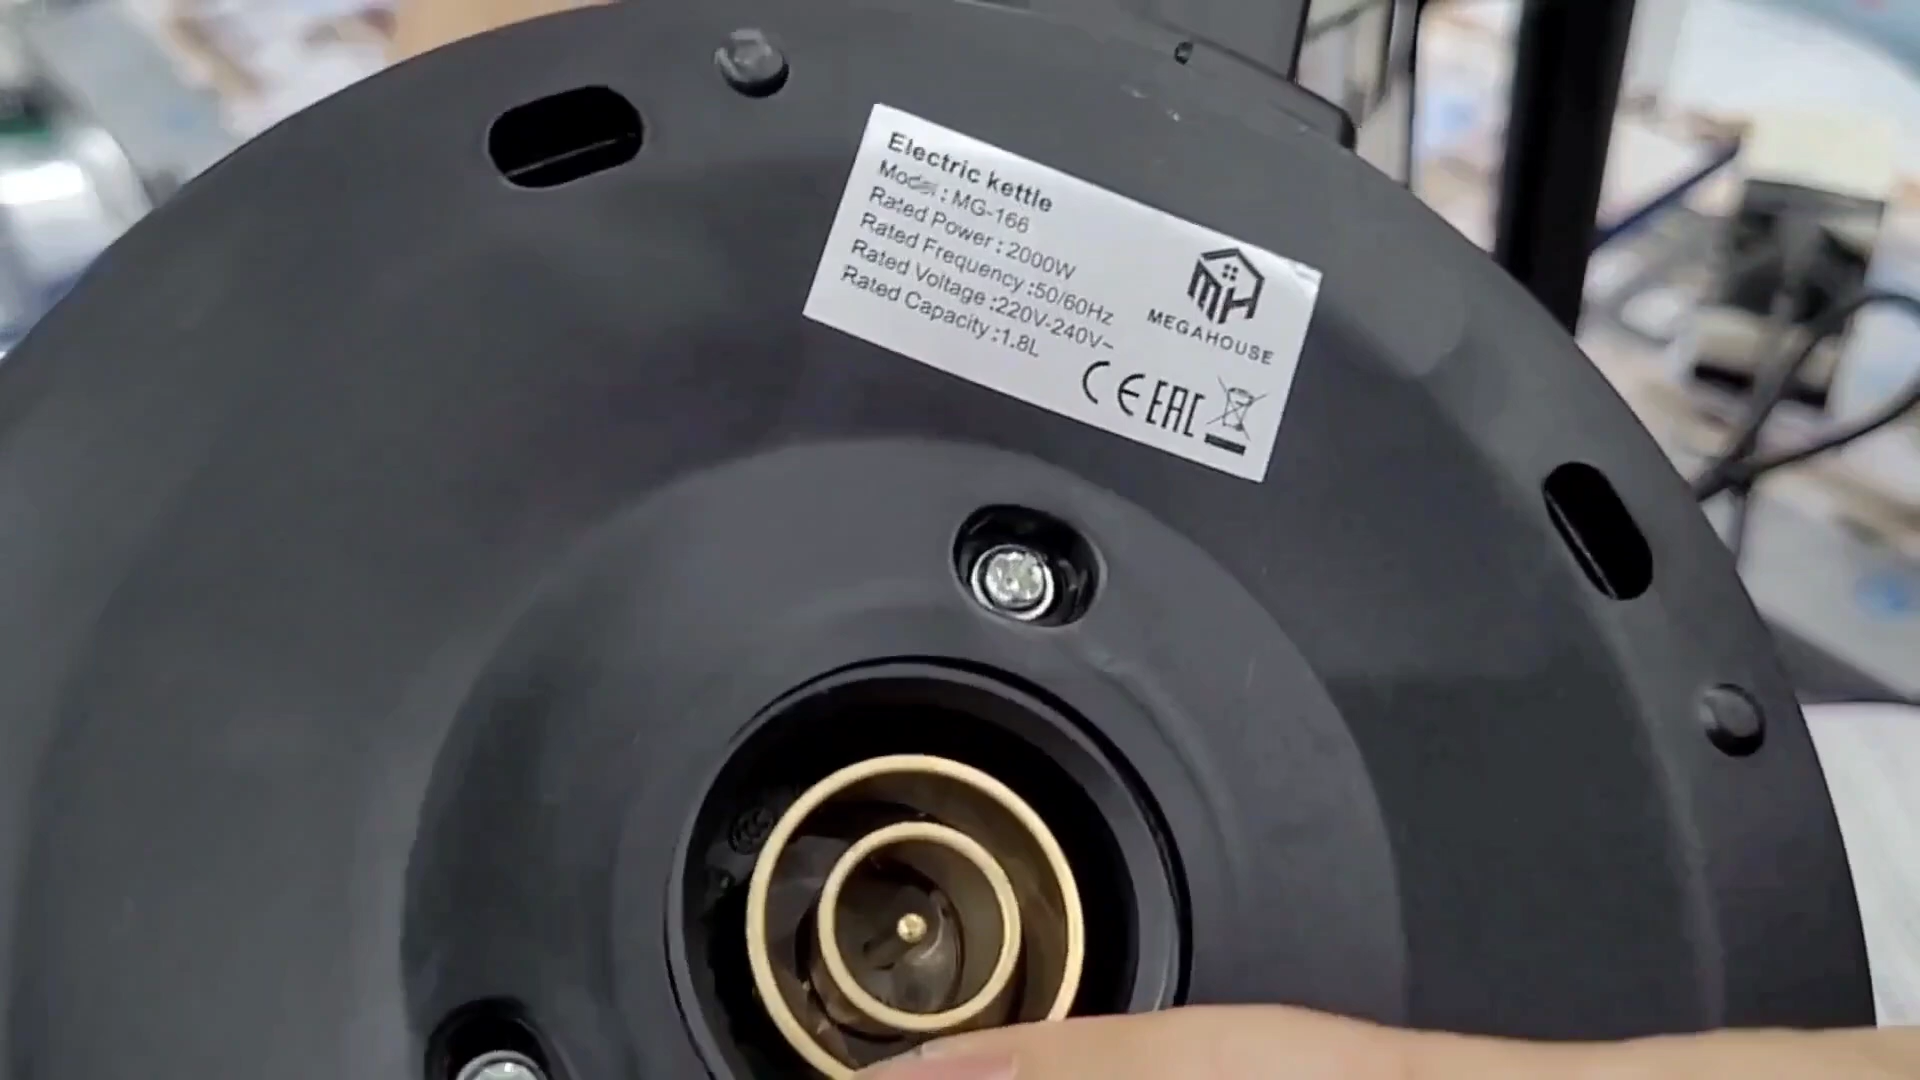 Electric kettle
Model : MG-166
Rated Power : 2000W
Rated Frequency :50/60Hz
Rated Voltage :220V-240V~
Rated Capacity :1.8L
MH
MEGAHOUSE
CE EAC